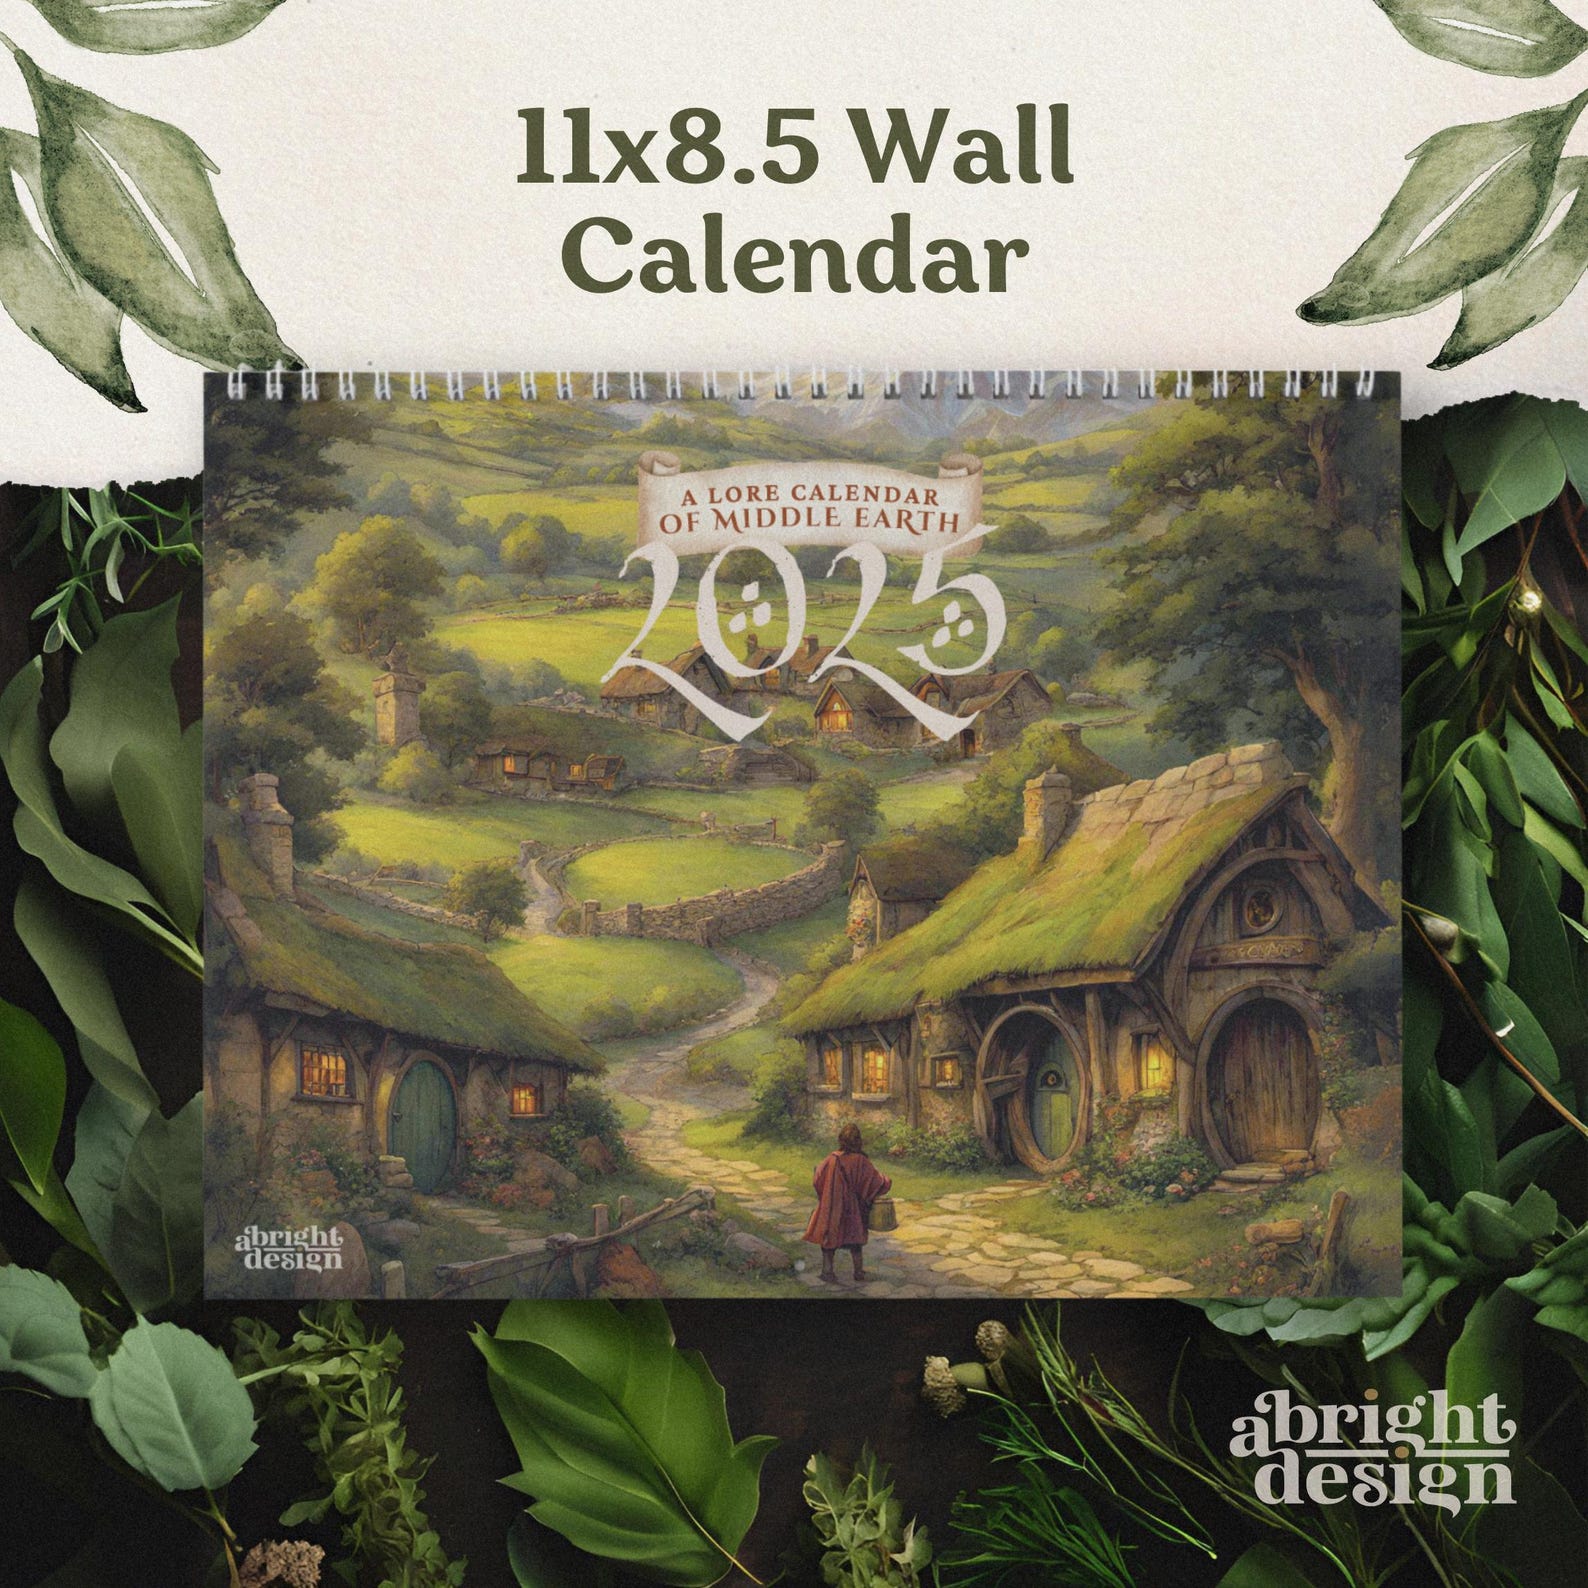 11x8.5 Wall
Calendar
A LORE CALENDAR
OF MIDDLE EARTH
2025
abright
design
abright
design